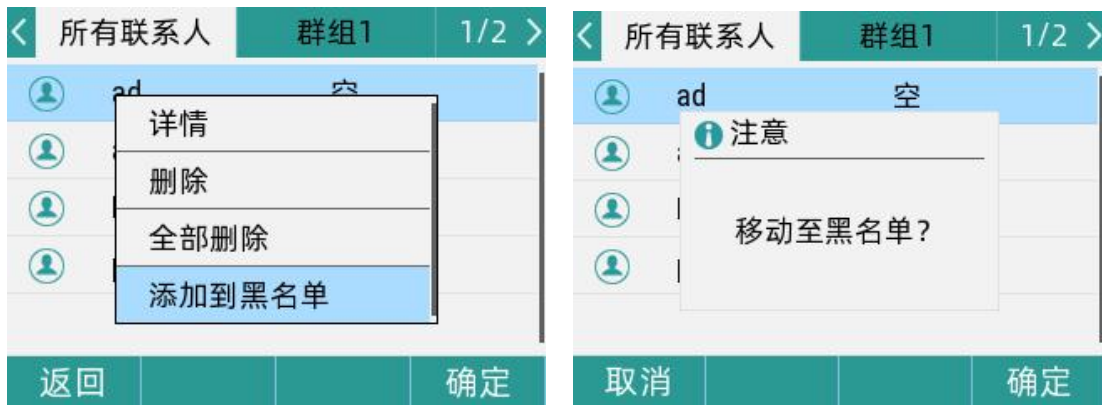 所有联系人 群组1 1/2
ad 空
详情
删除
全部删除
添加到黑名单
返回 确定
所有联系人 群组1 1/2
ad 空
注意
移动至黑名单?
取消 确定